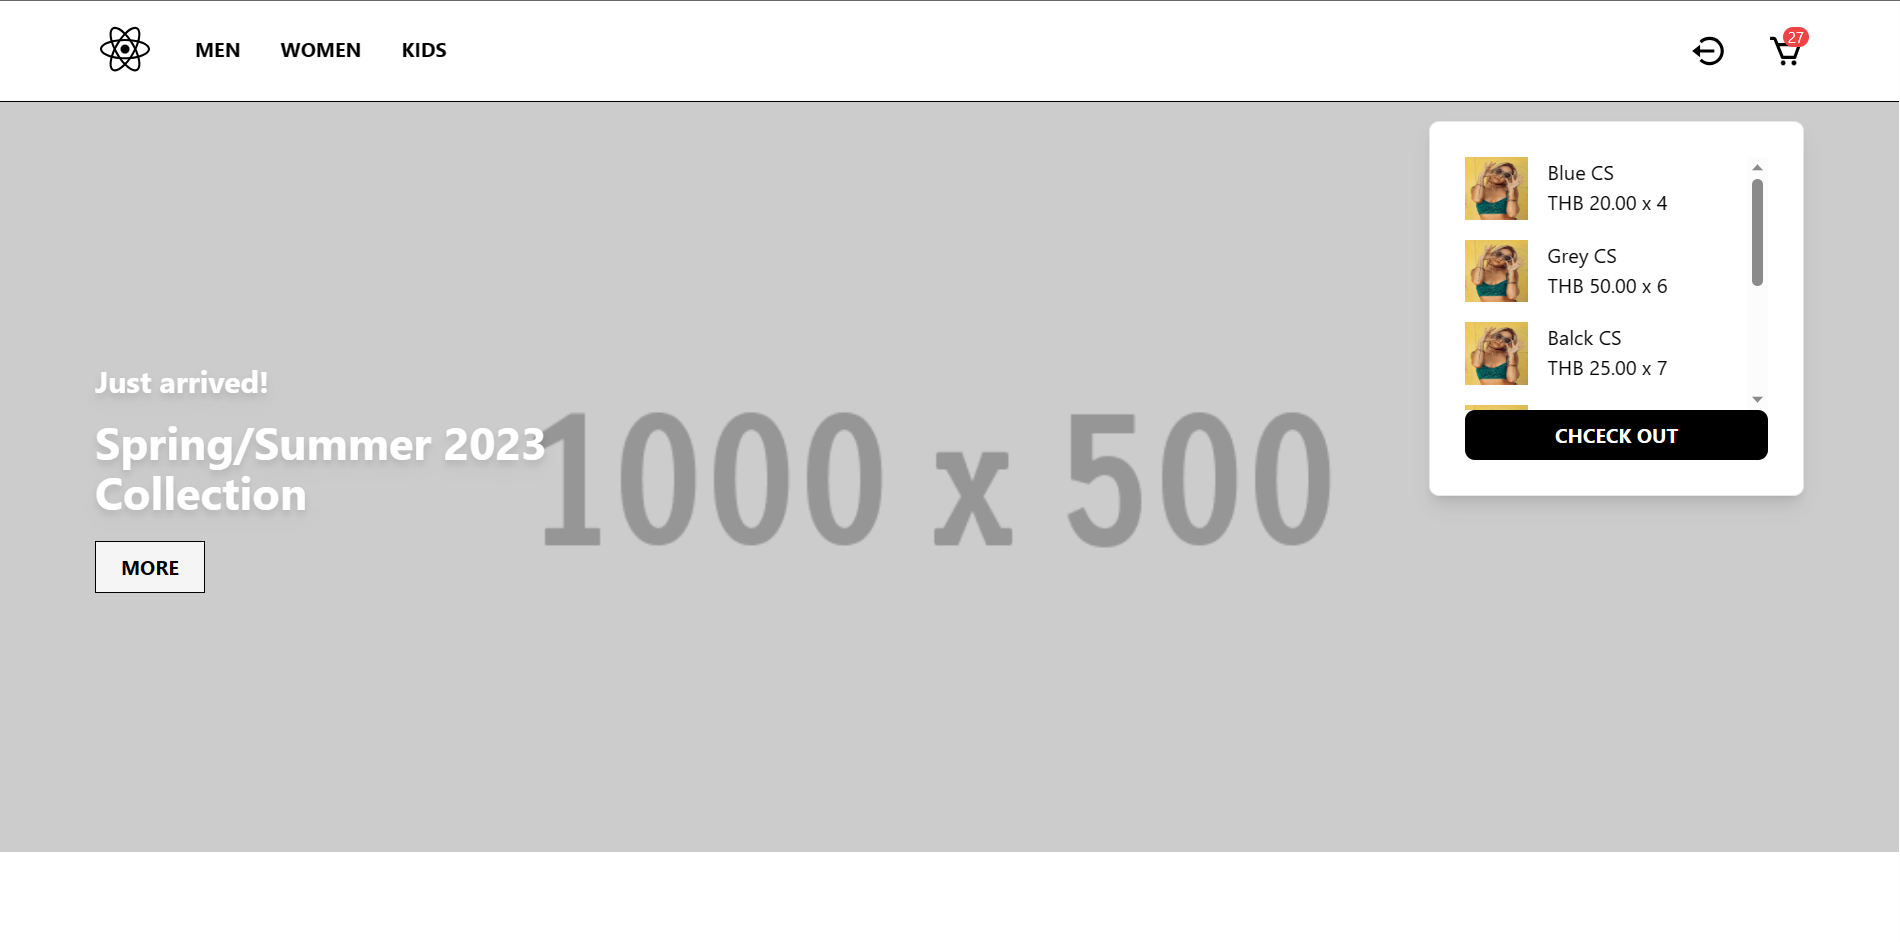 MEN
WOMEN
KIDS
27
Blue CS
THB 20.00 x 4
Grey CS
THB 50.00 x 6
Balck CS
THB 25.00 x 7
CHCECK OUT
Just arrived!
Spring/Summer 2023
Collection
MORE
1000 x 500